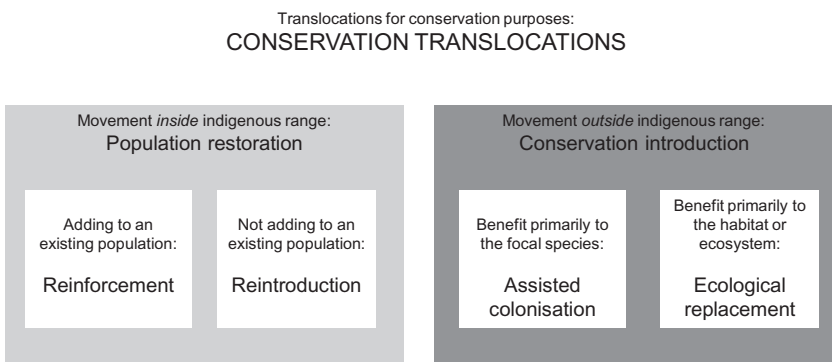 Translocations for conservation purposes:
CONSERVATION TRANSLOCATIONS
Movement inside indigenous range:
Population restoration
Adding to an
existing population:
Reinforcement
Not adding to an
existing population:
Reintroduction
Movement outside indigenous range:
Conservation introduction
Benefit primarily to
the focal species:
Assisted
colonisation
Benefit primarily to
the habitat or
ecosystem:
Ecological
replacement